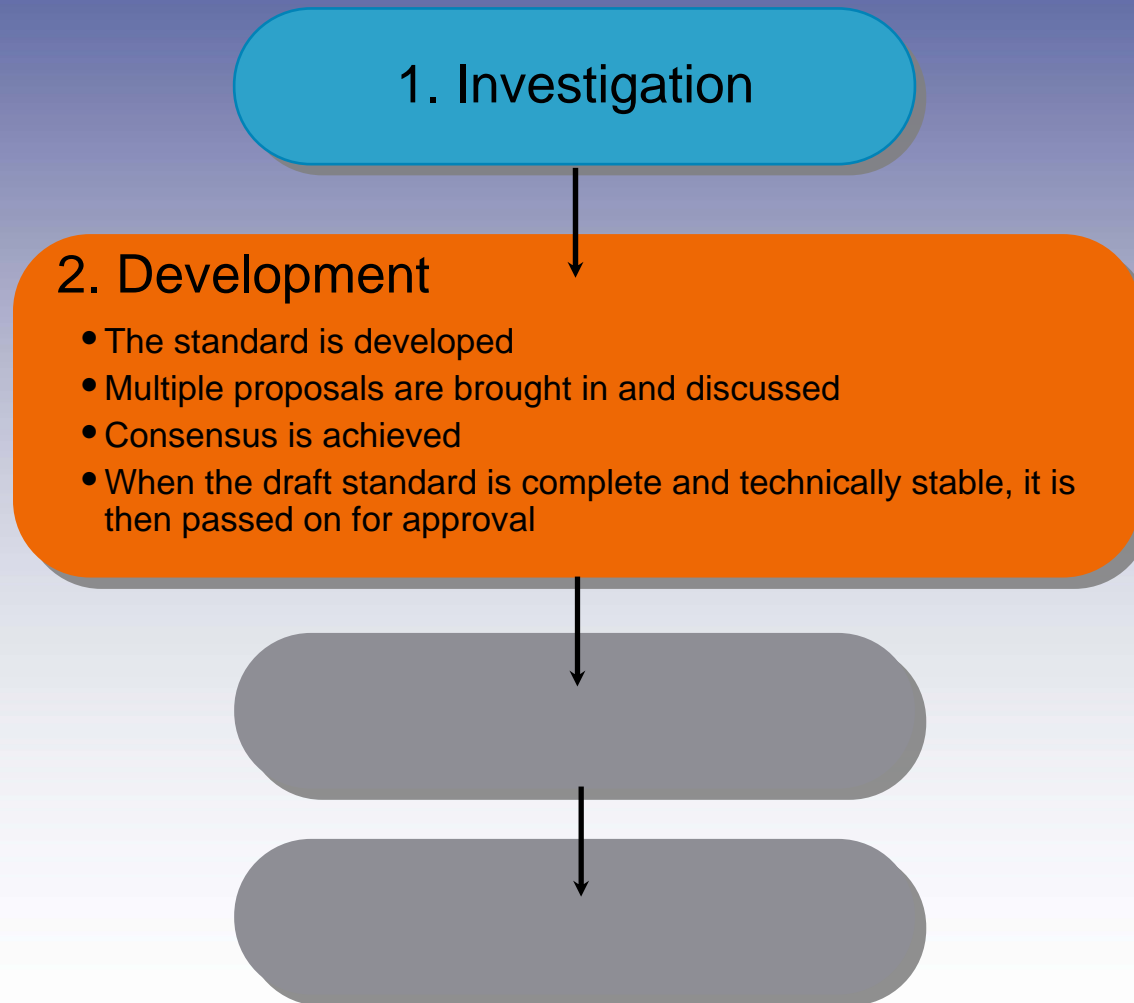 1. Investigation
2. Development
• The standard is developed
• Multiple proposals are brought in and discussed
• Consensus is achieved
• When the draft standard is complete and technically stable, it is
then passed on for approval